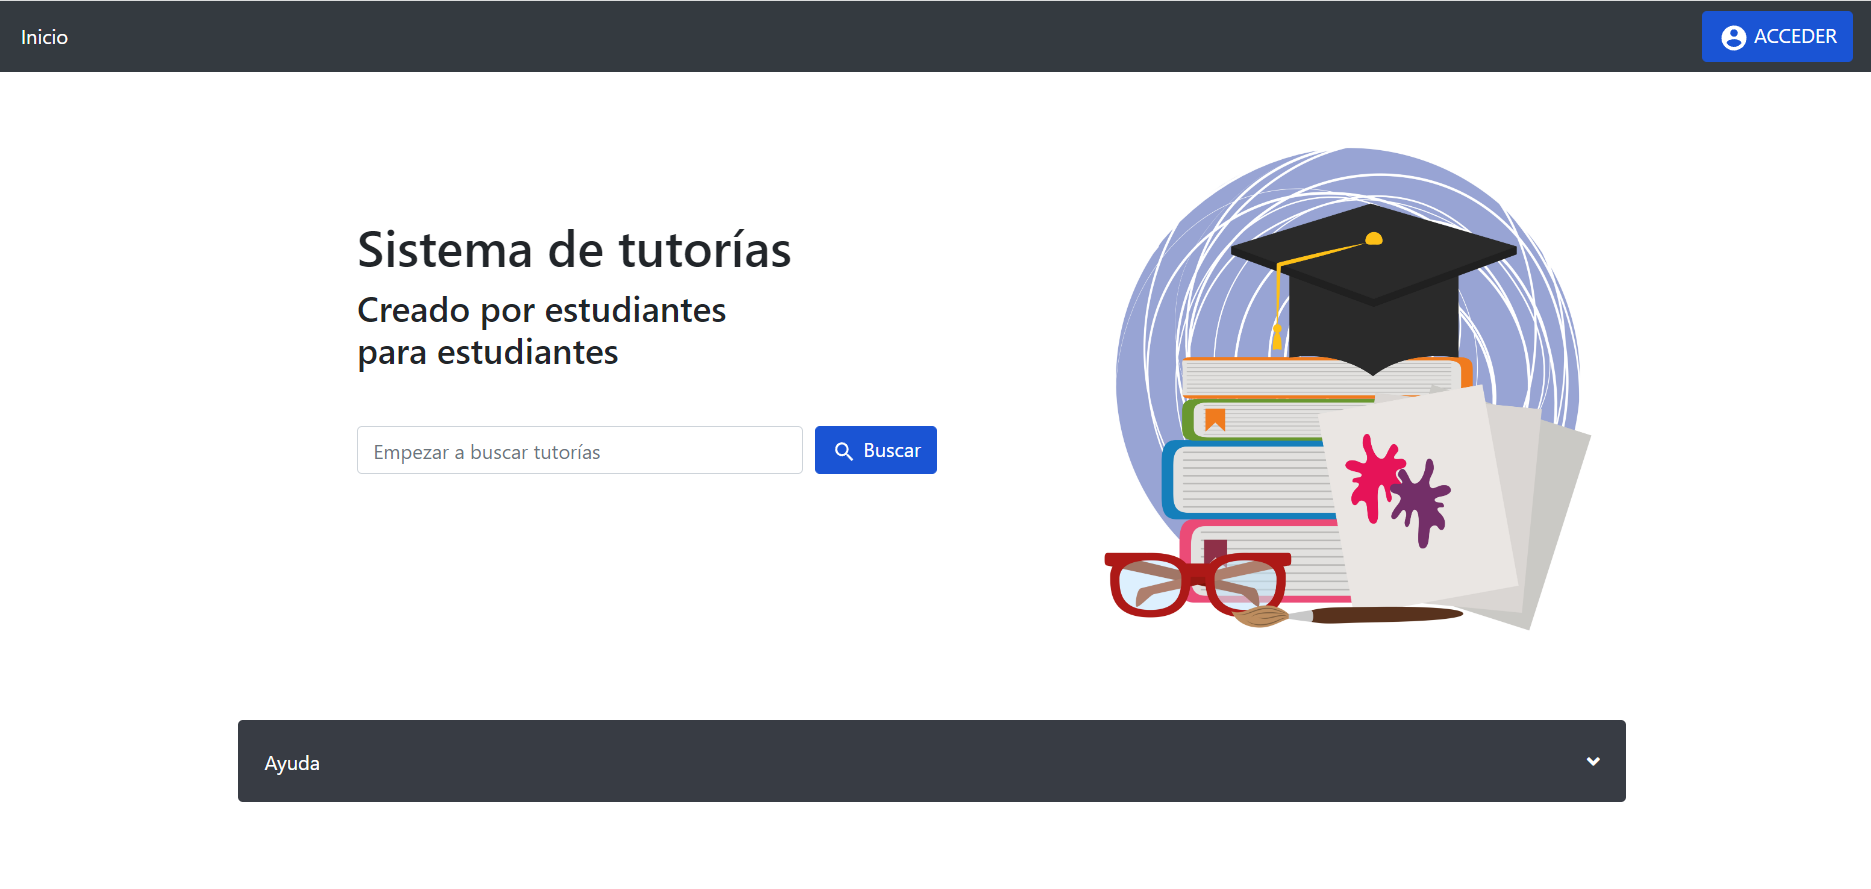 Inicio
ACCEDER
Sistema de tutorías
Creado por estudiantes
para estudiantes
Empezar a buscar tutorías
Buscar
Ayuda